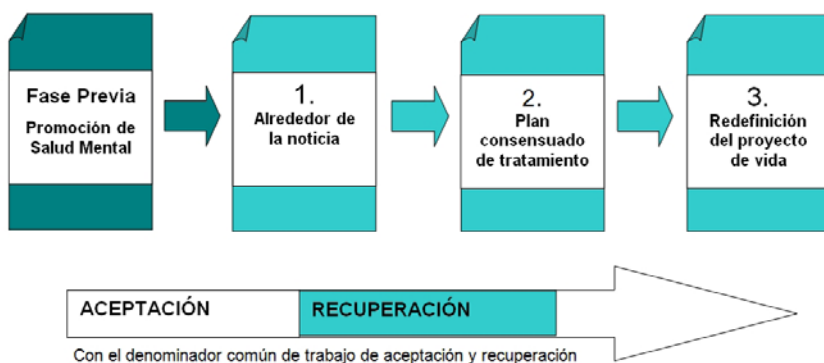 Fase Previa
Promoción de
Salud Mental
1.
Alrededor de
la noticia
2.
Plan
consensuado
de tratamiento
3.
Redefinición
del proyecto
de vida
ACEPTACIÓN
RECUPERACIÓN
Con el denominador común de trabajo de aceptación y recuperación